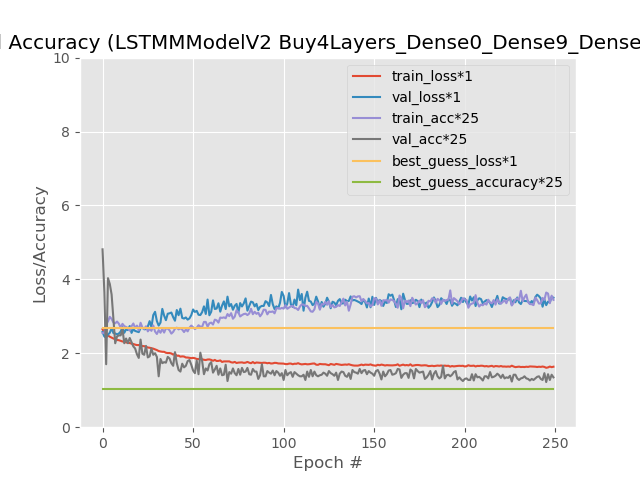 Accuracy (LSTMMModelV2 Buy4Layers_Dense0_Dense9_Dense
10
8
6
4
2
0
Loss/Accuracy
train_loss*1
val_loss*1
train_acc*25
val_acc*25
best_guess_loss*1
best_guess_accuracy*25
0 50 100 150 200 250
Epoch #